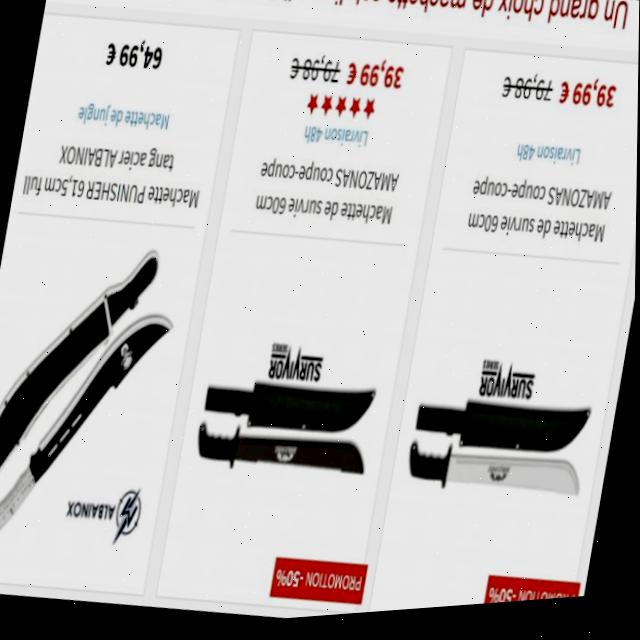 PROMOTION -50%
SURVIVOR
SERIES
Machette de survie 60cm
AMAZONAS coupe-coupe
Livraison 48h
39,99 € 79,98 €
PROMOTION -50%
SURVIVOR
SERIES
Machette de survie 60cm
AMAZONAS coupe-coupe
Livraison 48h
39,99 € 79,98 €
ALBAINOX
Machette PUNISHER 61,5cm full
tang acier ALBAINOX
Machette de jungle
64,99 €
Un grand choix de machette